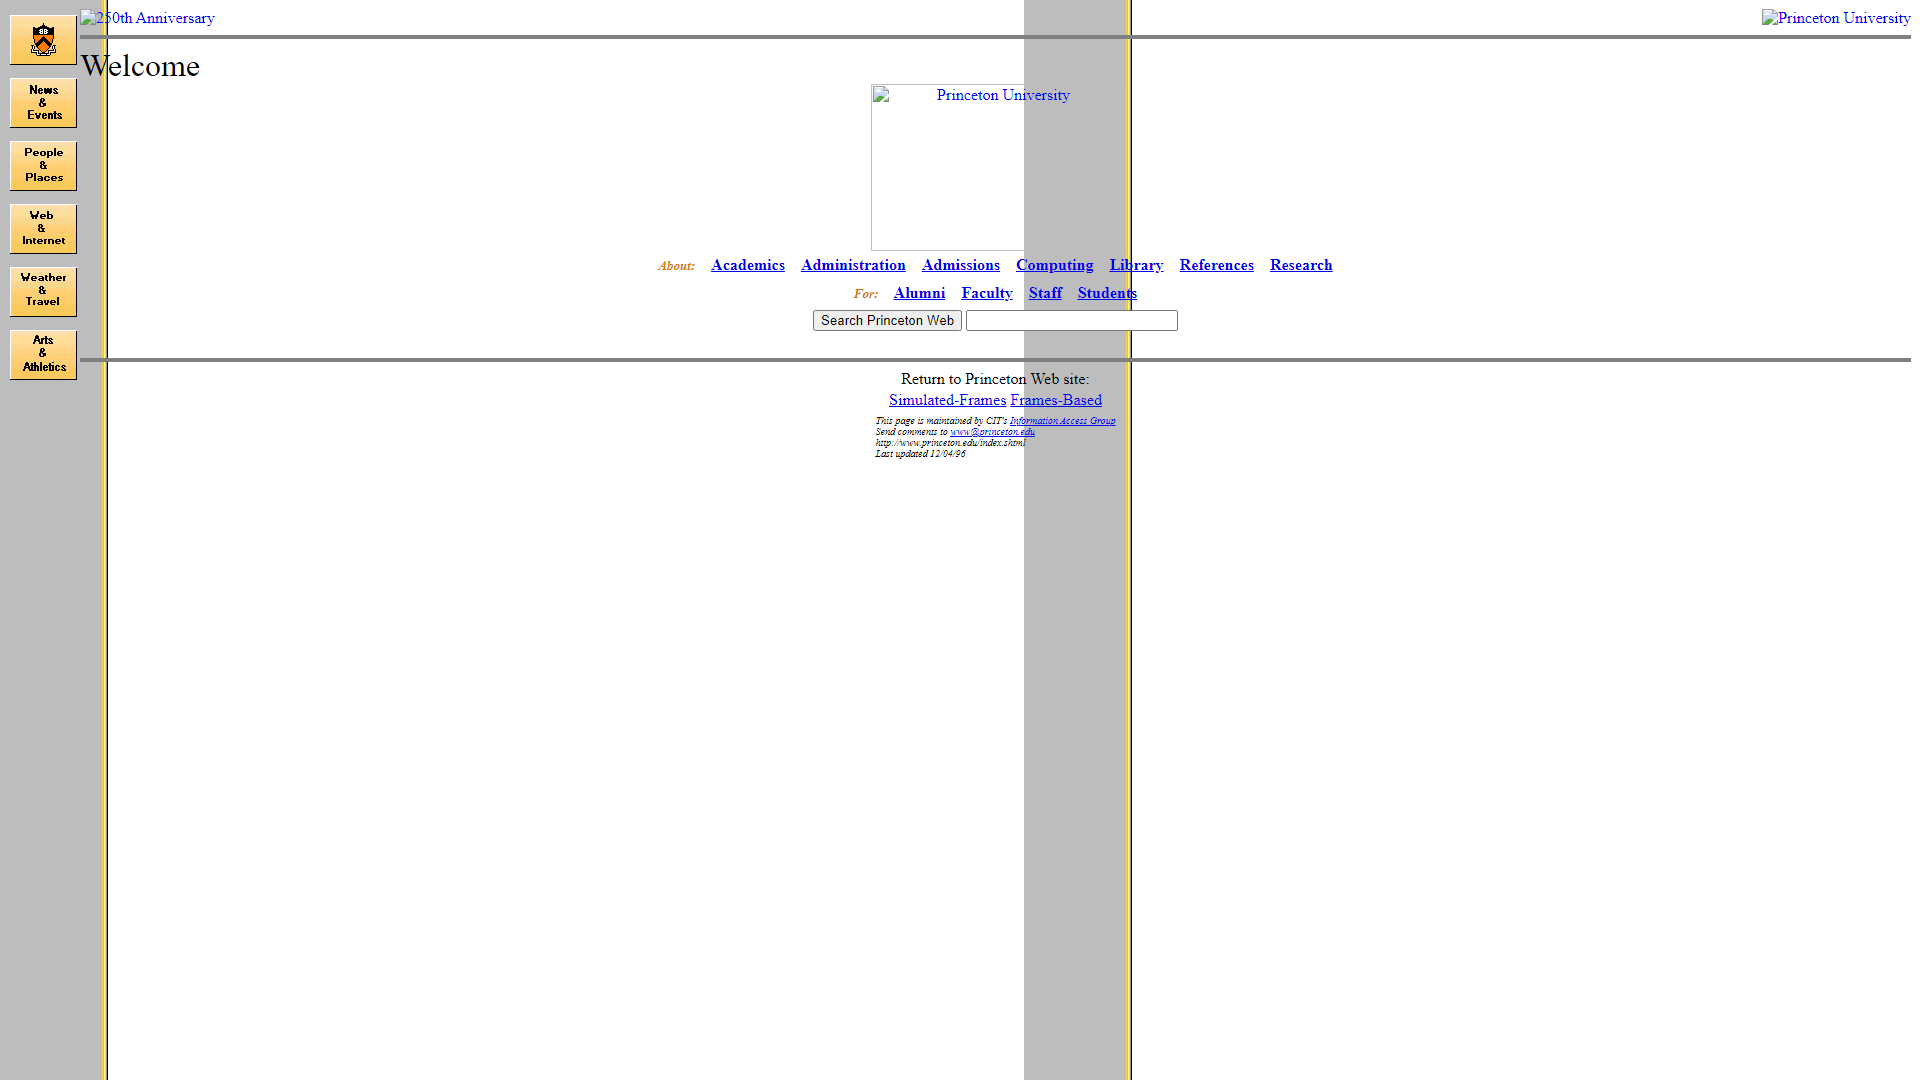 250th Anniversary
Princeton University
Welcome
News
&
Events
People
&
Places
Web
&
Internet
Weather
&
Travel
Arts
&
Athletics
Princeton University
About: Academics Administration Admissions Computing Library References Research
For: Alumni Faculty Staff Students
Search Princeton Web
Return to Princeton Web site:
Simulated-Frames Frames-Based
This page is maintained by CIT's Information Access Group
Send comments to www@princeton.edu
http://www.princeton.edu/index.shtml
Last updated 12/04/96